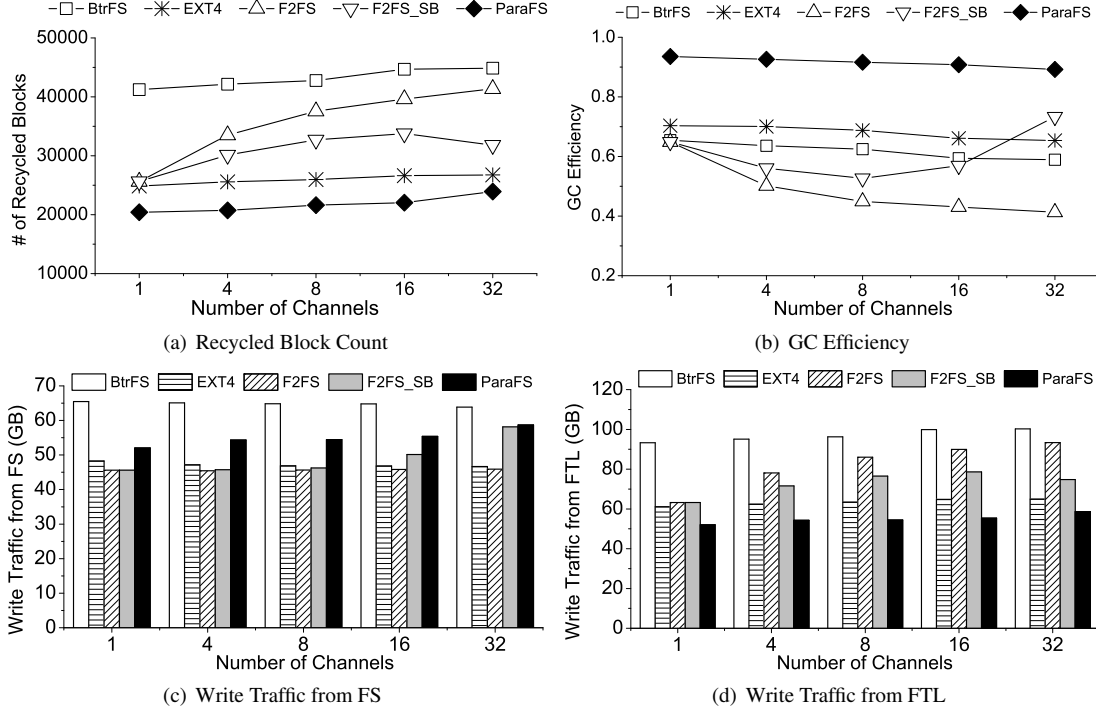 BtrFS EXT4 F2FS F2FS_SB ParaFS
50000
40000
30000
20000
10000
# of Recycled Blocks
1 4 8 16 32
Number of Channels
(a) Recycled Block Count
BtrFS EXT4 F2FS F2FS_SB ParaFS
1.0
0.8
0.6
0.4
0.2
GC Efficiency
1 4 8 16 32
Number of Channels
(b) GC Efficiency
BtrFS EXT4 F2FS F2FS_SB ParaFS
70
60
50
40
30
20
10
0
Write Traffic from FS (GB)
1 4 8 16 32
Number of Channels
(c) Write Traffic from FS
BtrFS EXT4 F2FS F2FS_SB ParaFS
120
100
80
60
40
20
0
Write Traffic from FTL (GB)
1 4 8 16 32
Number of Channels
(d) Write Traffic from FTL